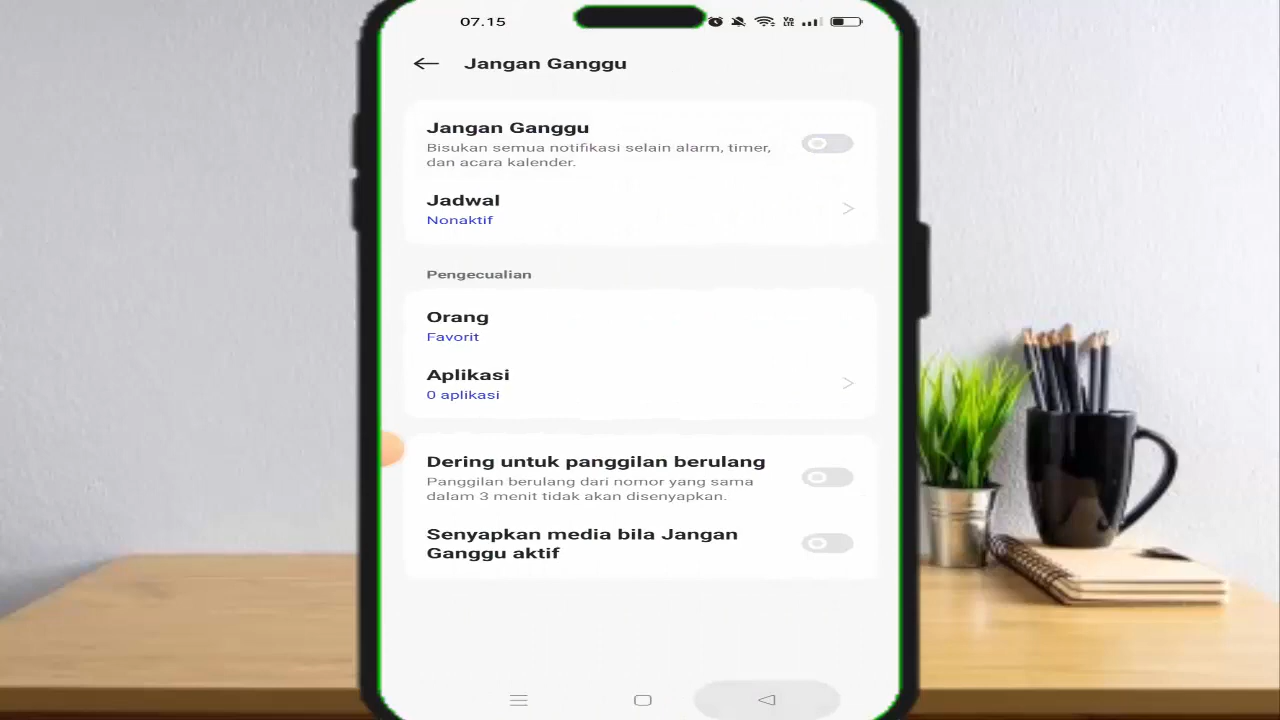 07.15
Vo
LTE
Jangan Ganggu
Jangan Ganggu
Bisukan semua notifikasi selain alarm, timer,
dan acara kalender.
Jadwal
Nonaktif
Pengecualian
Orang
Favorit
Aplikasi
0 aplikasi
Dering untuk panggilan berulang
Panggilan berulang dari nomor yang sama
dalam 3 menit tidak akan disenyapkan.
Senyapkan media bila Jangan
Ganggu aktif